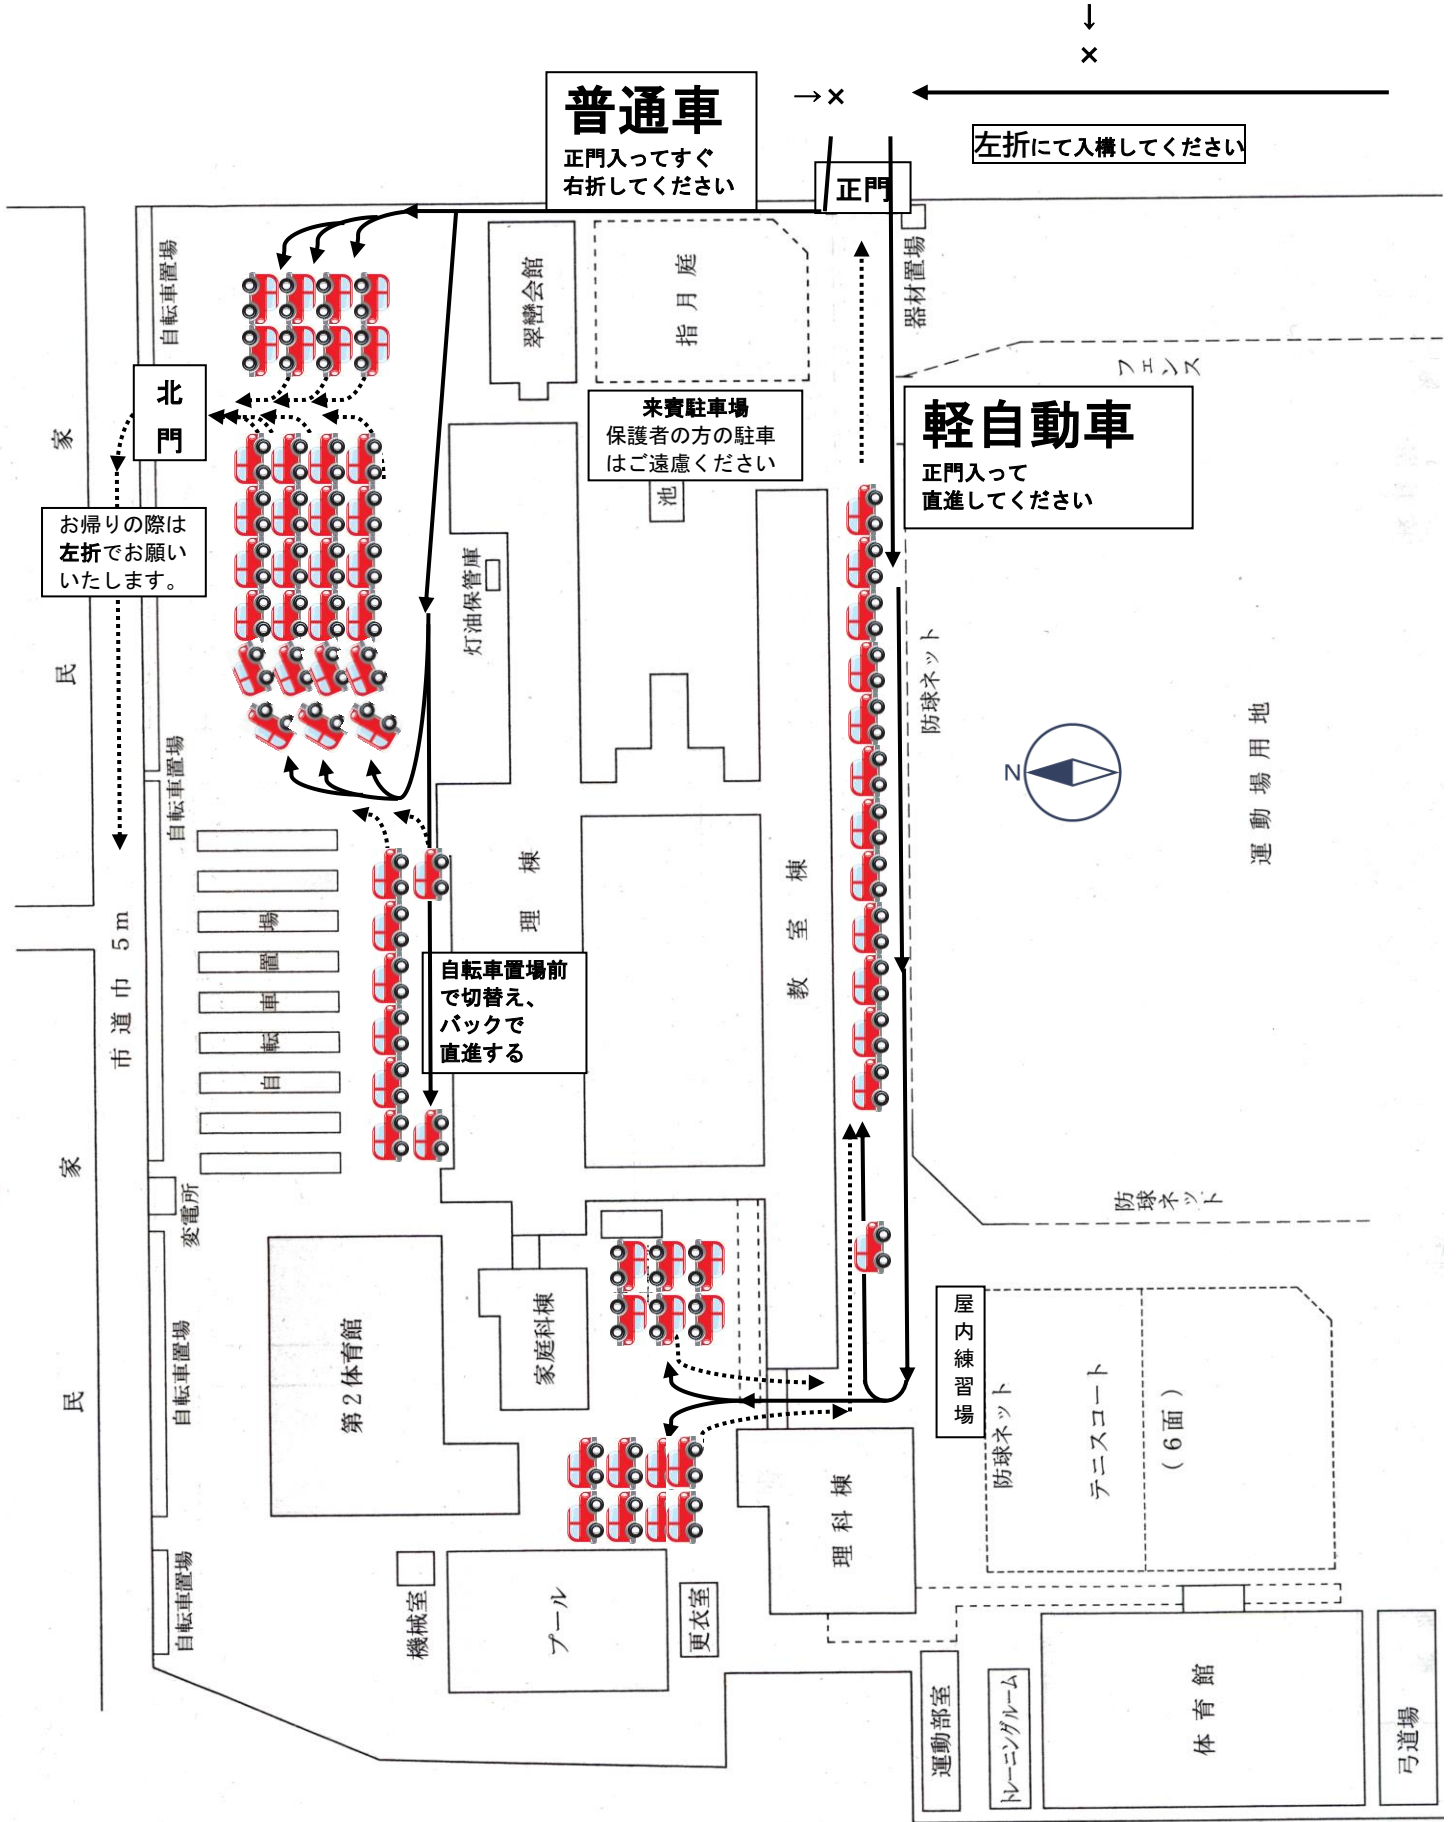 ↓
×
→×
普通車
正門入ってすぐ
右折してください
左折にて入構してください
正門
自転車置場
翠巒会館
指月庭
器材置場
フェンス
北
門
来賓駐車場
保護者の方の駐車
はご遠慮ください
軽自動車
正門入って
直進してください
池
家
民
お帰りの際は
左折でお願い
いたします。
灯油保管庫
防球ネット
運動場用地
N
自転車置場
理棟
教室棟
自転車置場
市道巾 5m
自転車置場前
で切替え、
バックで
直進する
家
民
変電所
防球ネット
自転車置場
第2体育館
家庭科棟
屋内練習場
防球ネット
テニスコート
(6面)
理科棟
自転車置場
機械室
プール
更衣室
運動部室
トレーニングルーム
体育館
弓道場